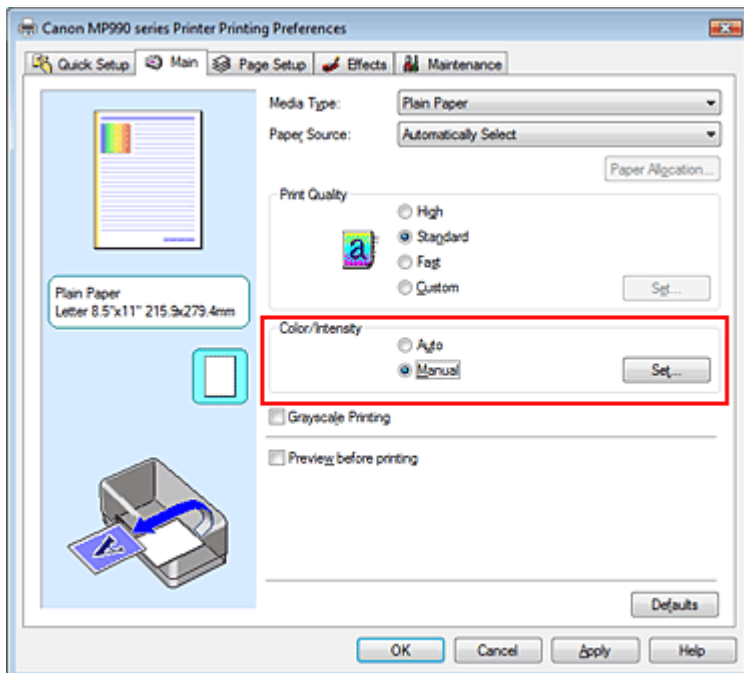 Canon MP990 series Printer Printing Preferences
Quick Setup Main Page Setup Effects Maintenance
Media Type: Plain Paper
Paper Source: Automatically Select
Paper Allocation...
Print Quality
High
a Standard
Fast
Custom Set...
Plain Paper
Letter 8.5"x11" 215.9x279.4mm
Color/Intensity
Auto
Manual Set...
Grayscale Printing
Preview before printing
A
Defaults
OK Cancel Apply Help